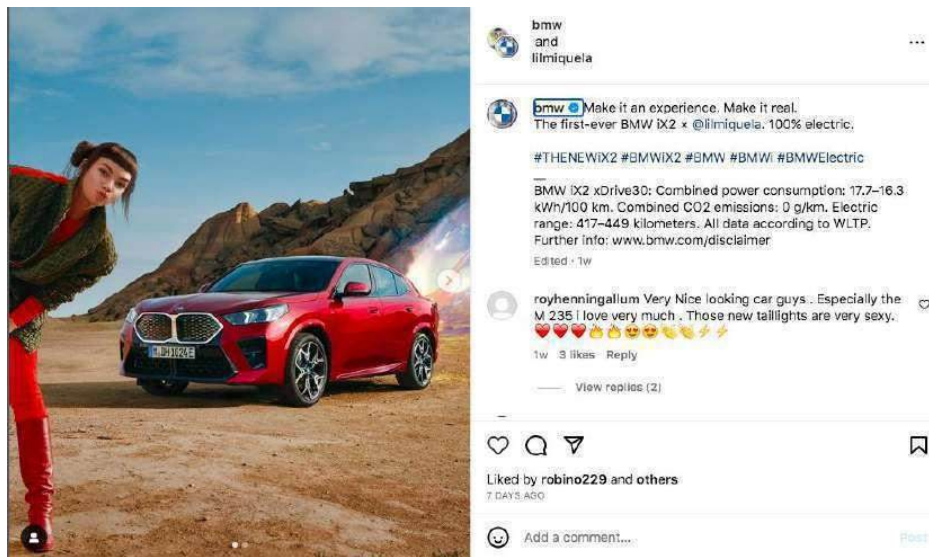 bmw
and
lilmiquela
bmw Make it an experience. Make it real.
The first-ever BMW iX2 × @lilmiquela. 100% electric.
#THENEWiX2 #BMWiX2 #BMW #BMWi #BMWElectric
BMW iX2 xDrive30: Combined power consumption: 17.7–16.3
kWh/100 km. Combined CO2 emissions: 0 g/km. Electric
range: 417–449 kilometers. All data according to WLTP.
Further info: www.bmw.com/disclaimer
Edited · 1w
royhenningallum Very Nice looking car guys . Especially the
M 235 i love very much . Those new taillights are very sexy.
❤️❤️❤️🔥🔥😍😍👏👏⚡⚡
1w 3 likes Reply
View replies (2)
Liked by robino229 and others
7 DAYS AGO
Add a comment...
Post